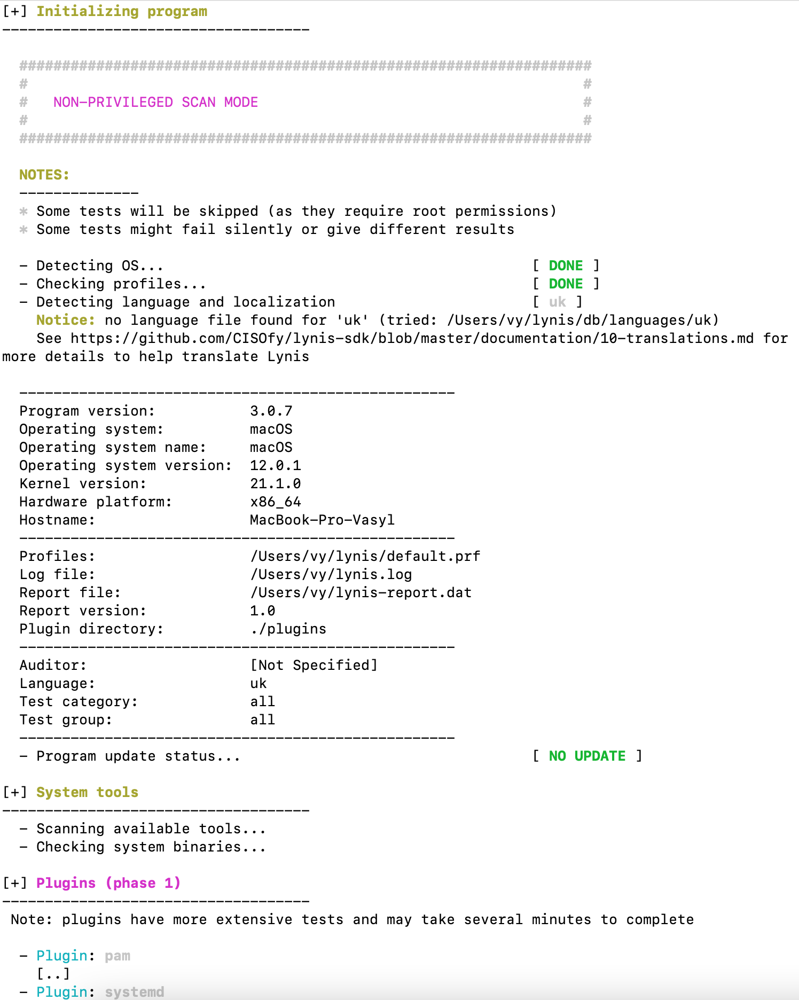 [+] Initializing program
------------------------------------

###################################################################
#                                                                 #
#   NON-PRIVILEGED SCAN MODE                                      #
#                                                                 #
###################################################################

NOTES:
--------------
* Some tests will be skipped (as they require root permissions)
* Some tests might fail silently or give different results

- Detecting OS... [ DONE ]
- Checking profiles... [ DONE ]
- Detecting language and localization [ uk ]
Notice: no language file found for 'uk' (tried: /Users/vy/lynis/db/languages/uk)
See https://github.com/CISOfy/lynis-sdk/blob/master/documentation/10-translations.md for
more details to help translate Lynis

---------------------------------------------------
Program version: 3.0.7
Operating system: macOS
Operating system name: macOS
Operating system version: 12.0.1
Kernel version: 21.1.0
Hardware platform: x86_64
Hostname: MacBook-Pro-Vasyl
---------------------------------------------------
Profiles: /Users/vy/lynis/default.prf
Log file: /Users/vy/lynis.log
Report file: /Users/vy/lynis-report.dat
Report version: 1.0
Plugin directory: ./plugins
---------------------------------------------------
Auditor: [Not Specified]
Language: uk
Test category: all
Test group: all
---------------------------------------------------
- Program update status... [ NO UPDATE ]

[+] System tools
------------------------------------
- Scanning available tools...
- Checking system binaries...

[+] Plugins (phase 1)
------------------------------------
Note: plugins have more extensive tests and may take several minutes to complete

- Plugin: pam
[..]
- Plugin: systemd